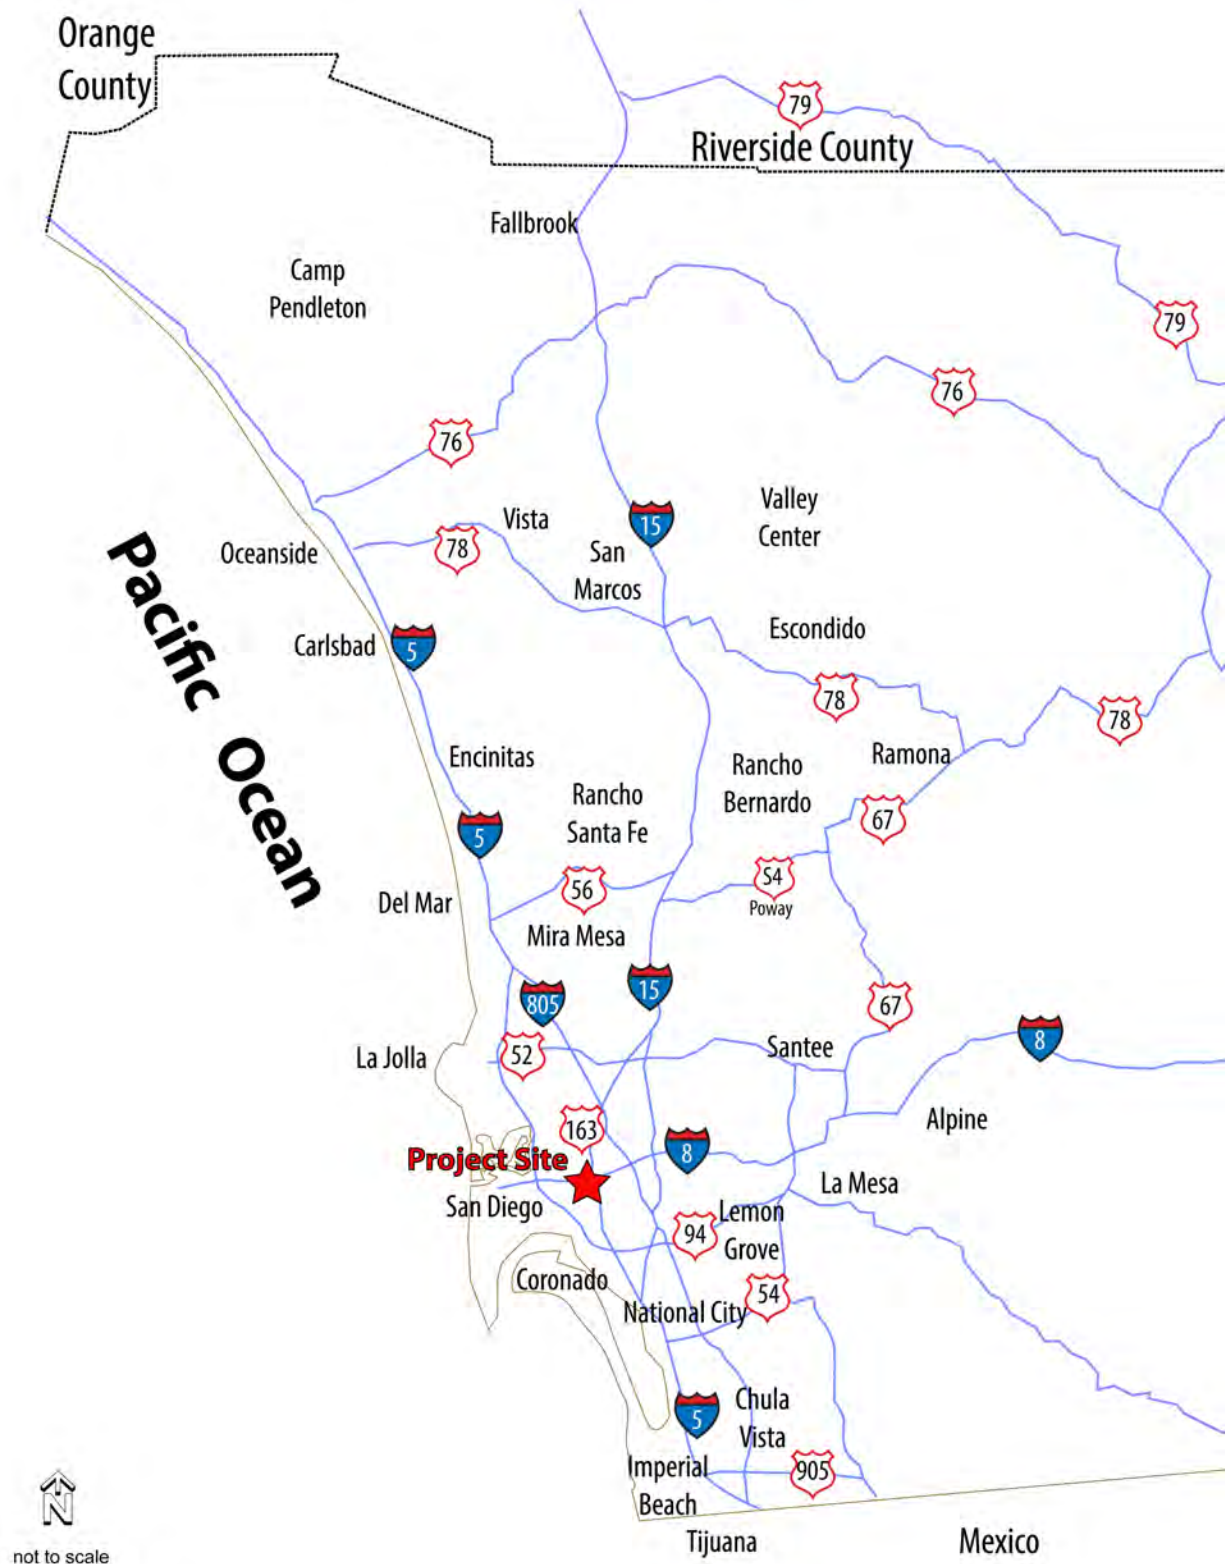 Orange
County
79
Riverside County
Fallbrook
Camp
Pendleton
79
76
76
Valley
Center
15
Vista
San
Marcos
78
Oceanside
Pacific Ocean
Escondido
Carlsbad
5
78
78
Encinitas
Ramona
Rancho
Bernardo
Rancho
Santa Fe
67
5
S4
Poway
56
Del Mar
Mira Mesa
15
805
67
8
Santee
52
La Jolla
Alpine
163
8
Project Site
La Mesa
San Diego
Lemon
Grove
94
Coronado
54
National City
Chula
Vista
5
Imperial
Beach
905
N
Tijuana
Mexico
not to scale